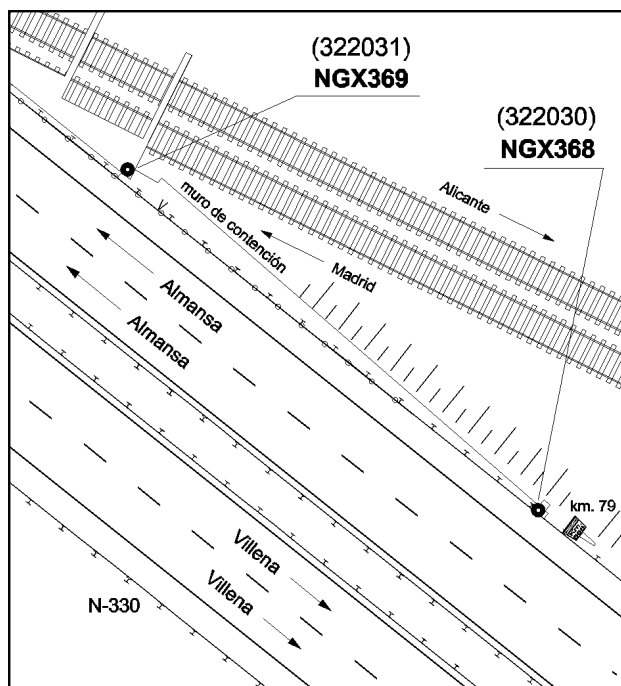 (322031)
NGX369
(322030)
NGX368
Alicante
muro de contención
Madrid
Almansa
Almansa
km. 79
Villena
Villena
N-330